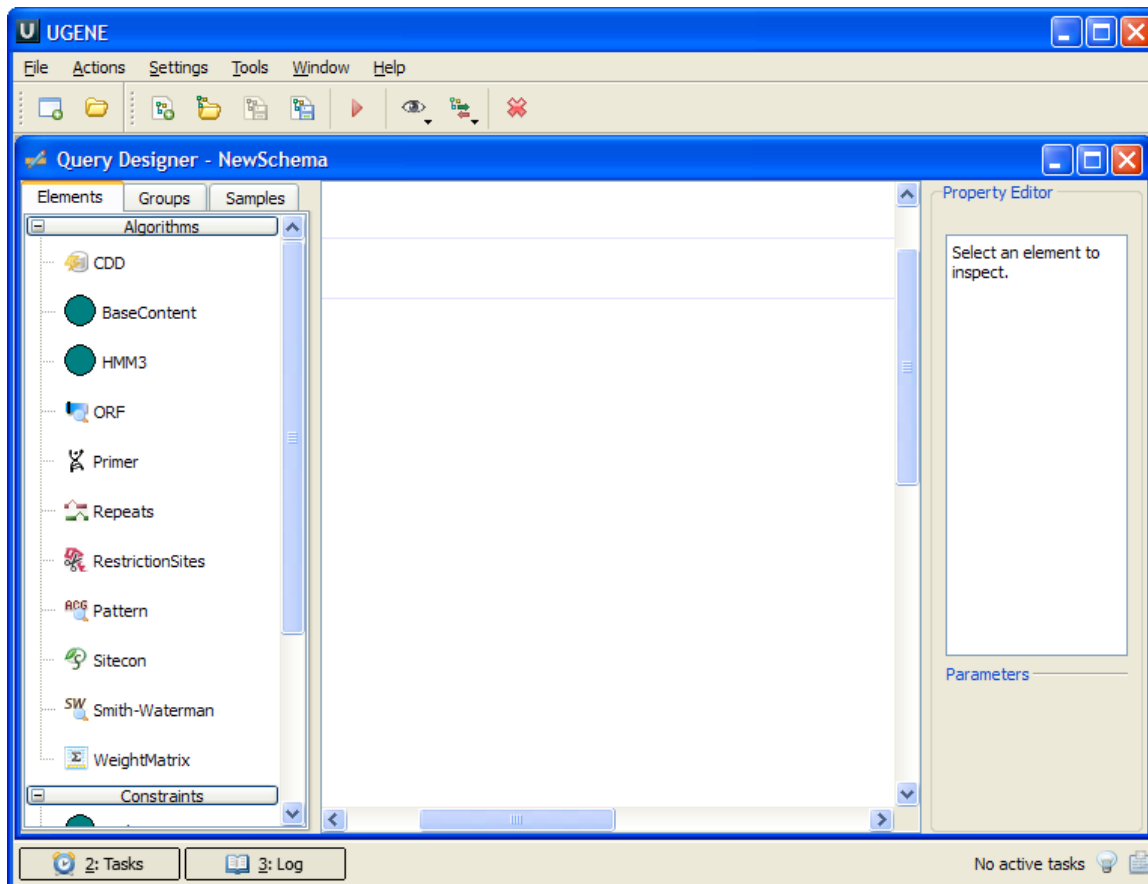 U UGENE
File Actions Settings Tools Window Help
Query Designer - NewSchema
Elements Groups Samples
Algorithms
CDD
BaseContent
HMM3
ORF
Primer
Repeats
RestrictionSites
ACG Pattern
Sitecon
SW Smith-Waterman
Σ WeightMatrix
Constraints
Property Editor
Select an element to
inspect.
Parameters
2: Tasks
3: Log
No active tasks